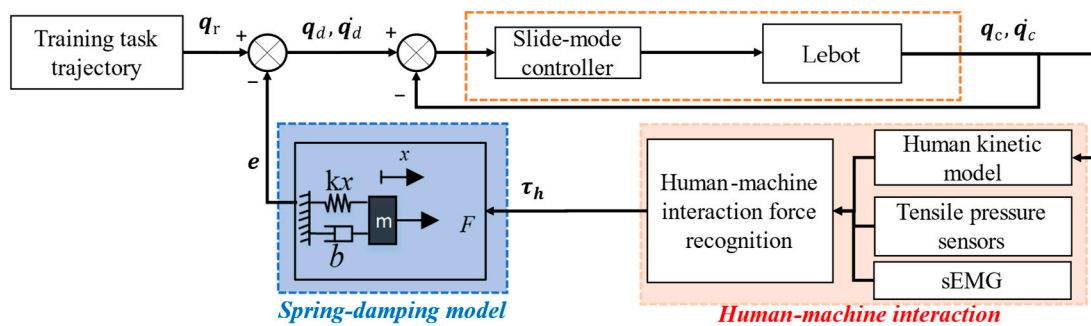 Training task
trajectory
qᵣ
+
−
q_d, q̇_d
+
−
Slide-mode
controller
Lebot
q_c, q̇_c
e
x
kx
m
F
b
Spring-damping model
τ_h
Human-machine
interaction force
recognition
Human kinetic
model
Tensile pressure
sensors
sEMG
Human-machine interaction